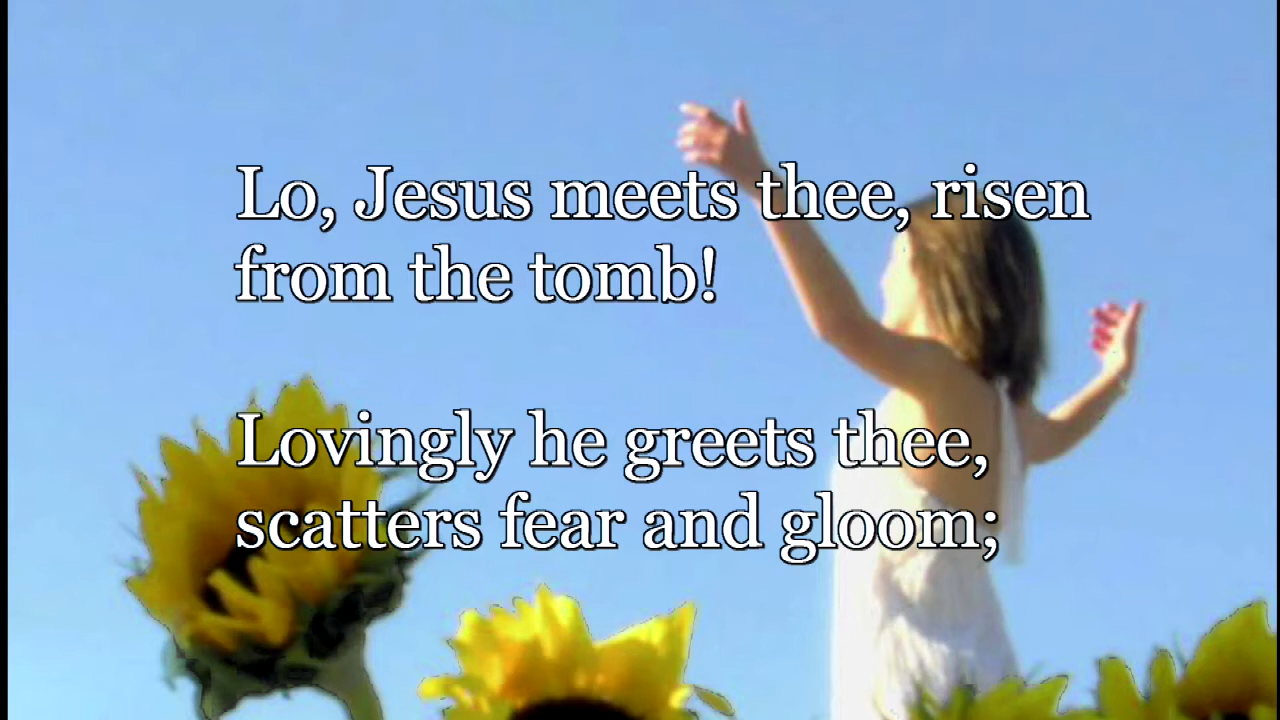 Lo, Jesus meets thee, risen
from the tomb!
Lovingly he greets thee,
scatters fear and gloom;